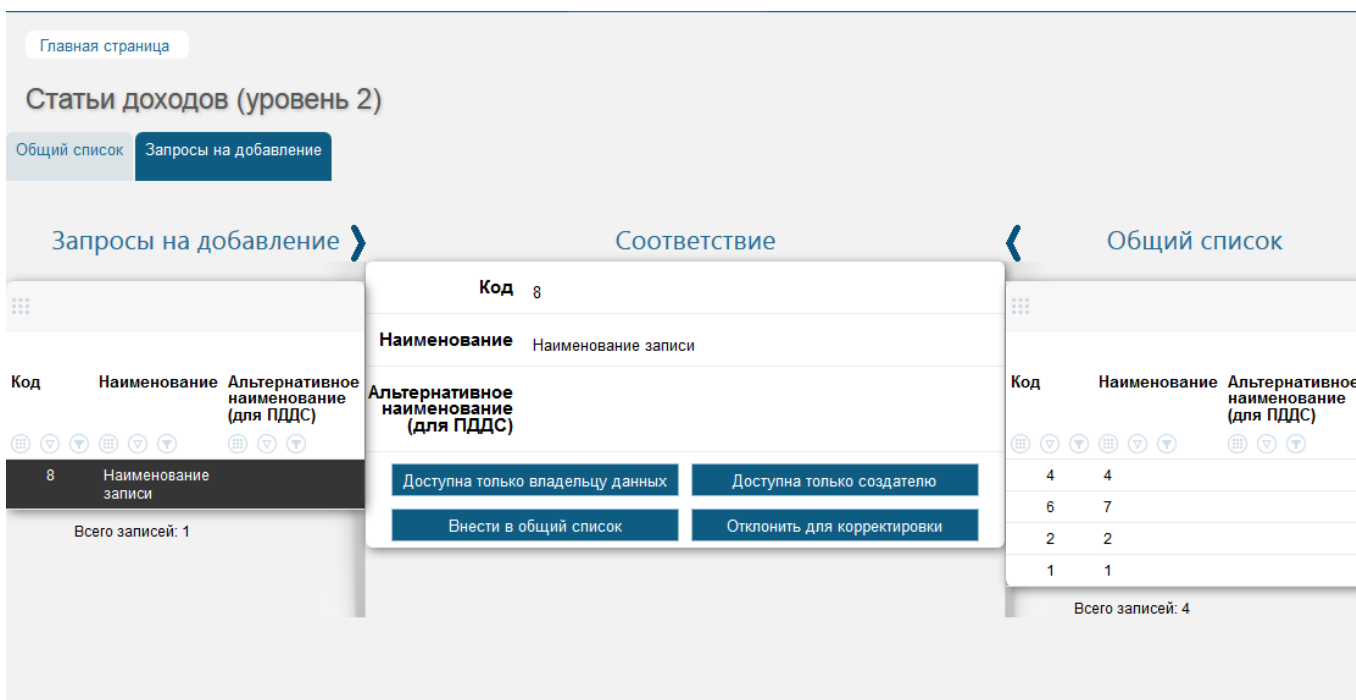 Главная страница
Статьи доходов (уровень 2)
Общий список
Запросы на добавление
Запросы на добавление
Код
Наименование
Альтернативное
наименование
(для ПДДС)
8
Наименование
записи
Всего записей: 1
Соответствие
Код 8
Наименование Наименование записи
Альтернативное
наименование
(для ПДДС)
Доступна только владельцу данных
Доступна только создателю
Внести в общий список
Отклонить для корректировки
Общий список
Код
Наименование
Альтернативное
наименование
(для ПДДС)
4 4
6 7
2 2
1 1
Всего записей: 4